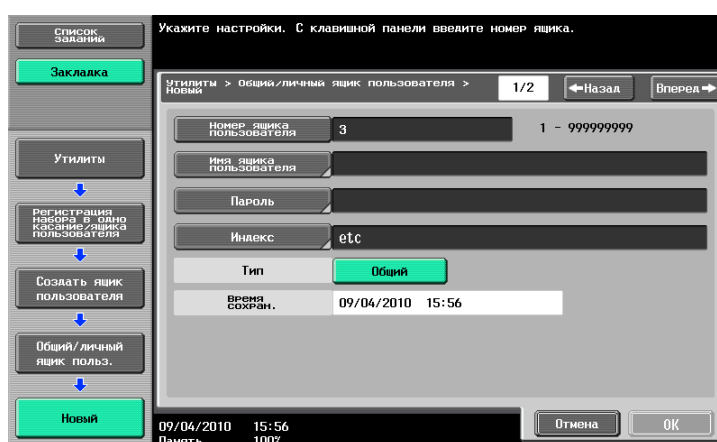 Список
заданий
Укажите настройки. С клавишной панели введите номер ящика.
Закладка
Утилиты > Общий/личный ящик пользователя >
Новый
1/2
Назад
Вперед
Номер ящика
пользователя
3
1 - 999999999
Имя ящика
пользователя
Пароль
Индекс
etc
Тип
Общий
Время
сохран.
09/04/2010 15:56
Утилиты
Регистрация
набора в одно
касание/ящика
пользователя
Создать ящик
пользователя
Общий/личный
ящик польз.
Новый
09/04/2010 15:56
Память 100%
Отмена
OK